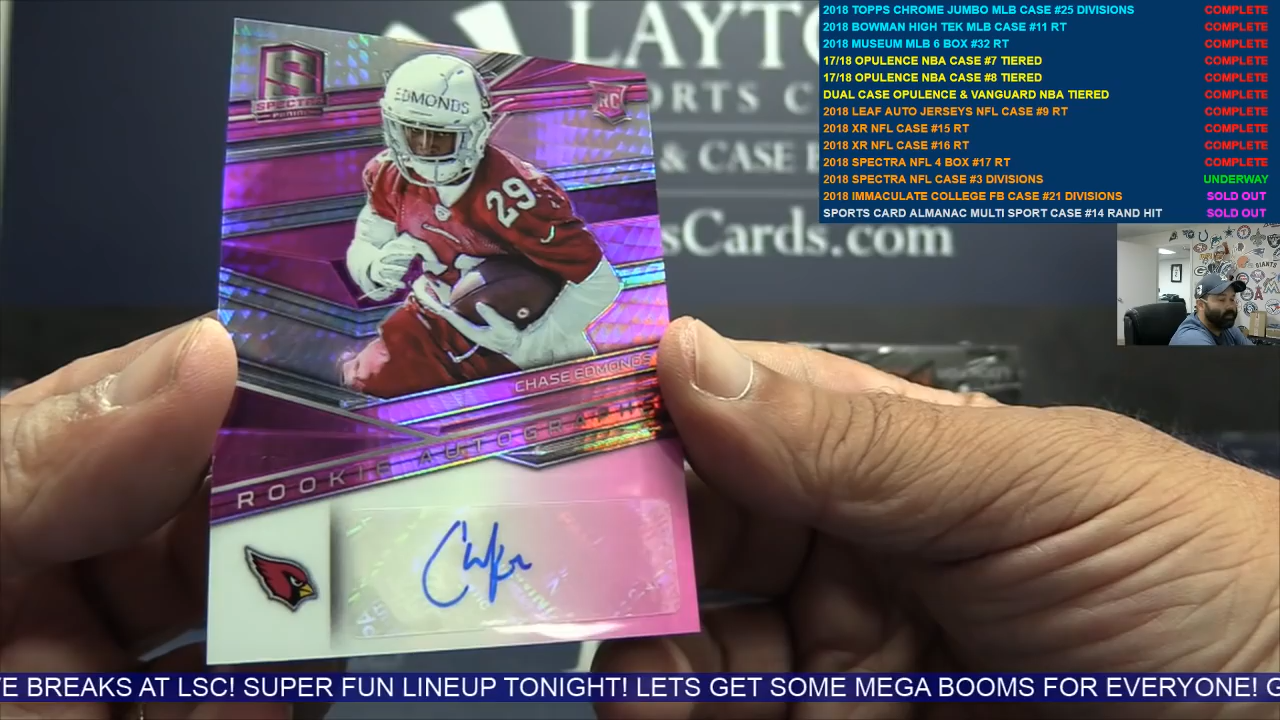 LAYTO
ORTS C
& CASE
sCards.com
2018 TOPPS CHROME JUMBO MLB CASE #25 DIVISIONS COMPLETE
2018 BOWMAN HIGH TEK MLB CASE #11 RT COMPLETE
2018 MUSEUM MLB 6 BOX #32 RT COMPLETE
17/18 OPULENCE NBA CASE #7 TIERED COMPLETE
17/18 OPULENCE NBA CASE #8 TIERED COMPLETE
DUAL CASE OPULENCE & VANGUARD NBA TIERED COMPLETE
2018 LEAF AUTO JERSEYS NFL CASE #9 RT COMPLETE
2018 XR NFL CASE #15 RT COMPLETE
2018 XR NFL CASE #16 RT COMPLETE
2018 SPECTRA NFL 4 BOX #17 RT COMPLETE
2018 SPECTRA NFL CASE #3 DIVISIONS UNDERWAY
2018 IMMACULATE COLLEGE FB CASE #21 DIVISIONS SOLD OUT
SPORTS CARD ALMANAC MULTI SPORT CASE #14 RAND HIT SOLD OUT
S
SPECTRA
PANINI
EDMONDS
RC
29
CHASE EDMONDS
ROOKIE AUTOGRAPHS
VE BREAKS AT LSC! SUPER FUN LINEUP TONIGHT! LETS GET SOME MEGA BOOMS FOR EVERYONE! C